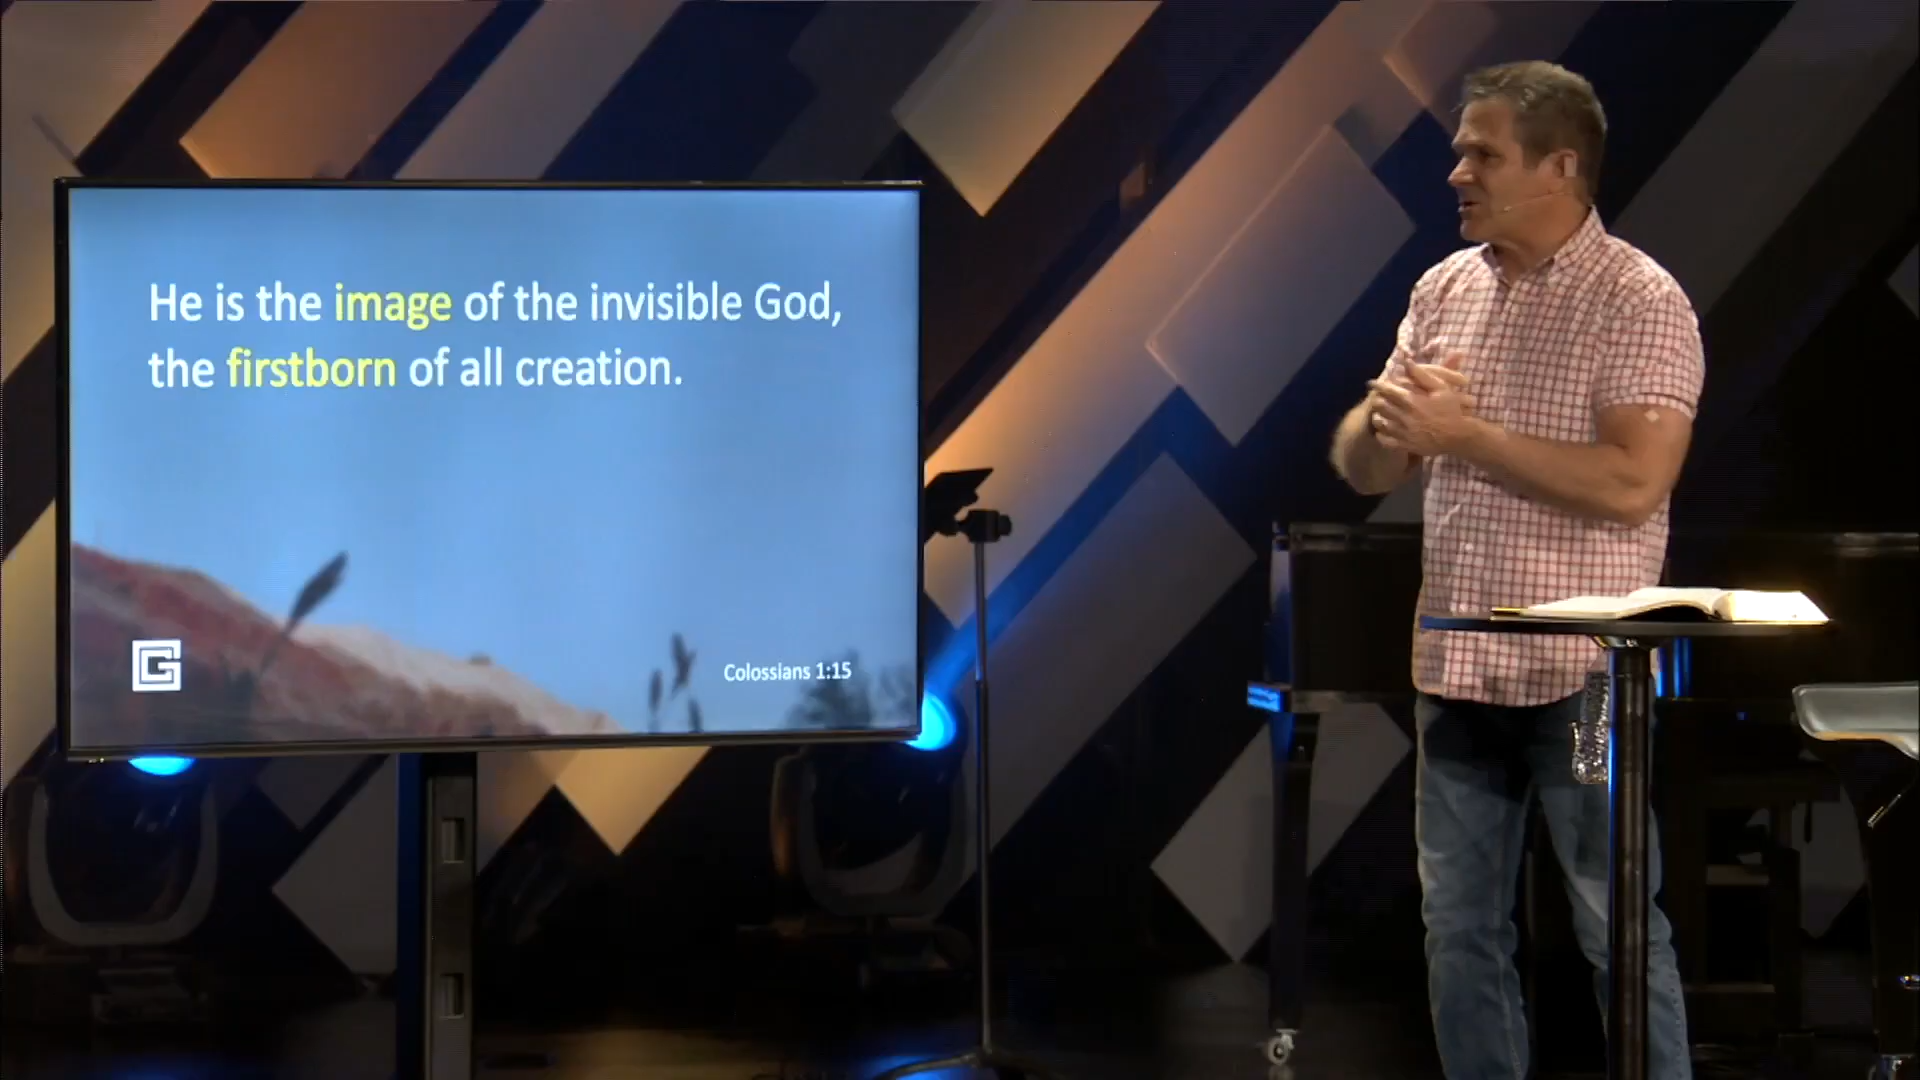 He is the image of the invisible God,
the firstborn of all creation.
Colossians 1:15